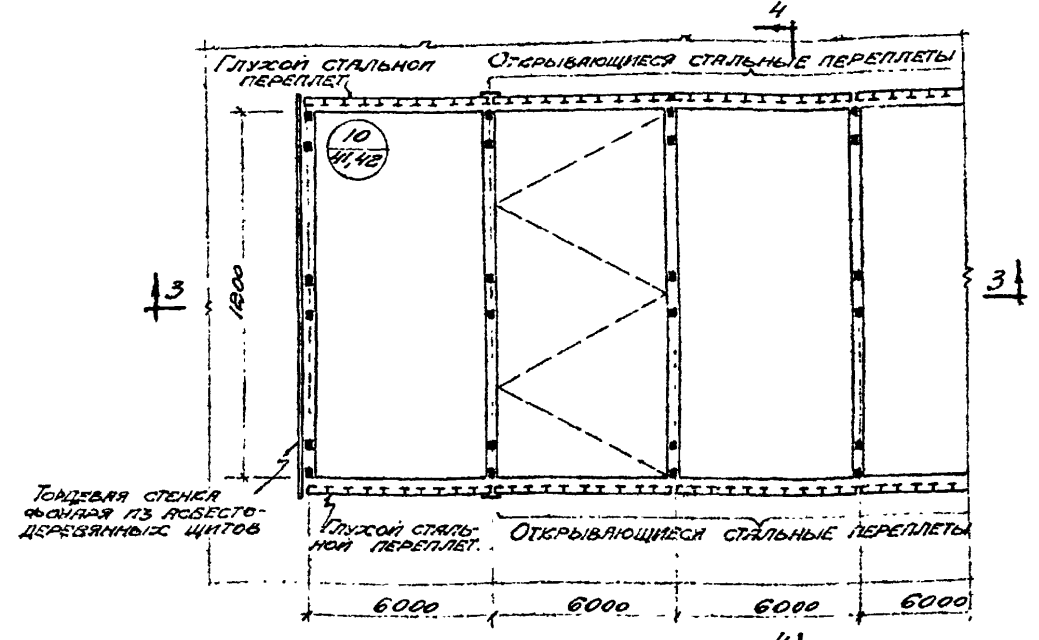 4
Глухой стальной
переплет
Открывающиеся стальные переплеты
10
41,42
3
1200
3
Торцевая стенка
фонаря из асбесто-
деревянных щитов
Глухой сталь-
ной переплет.
Открывающиеся стальные переплеты
6000
6000
6000
6000
4